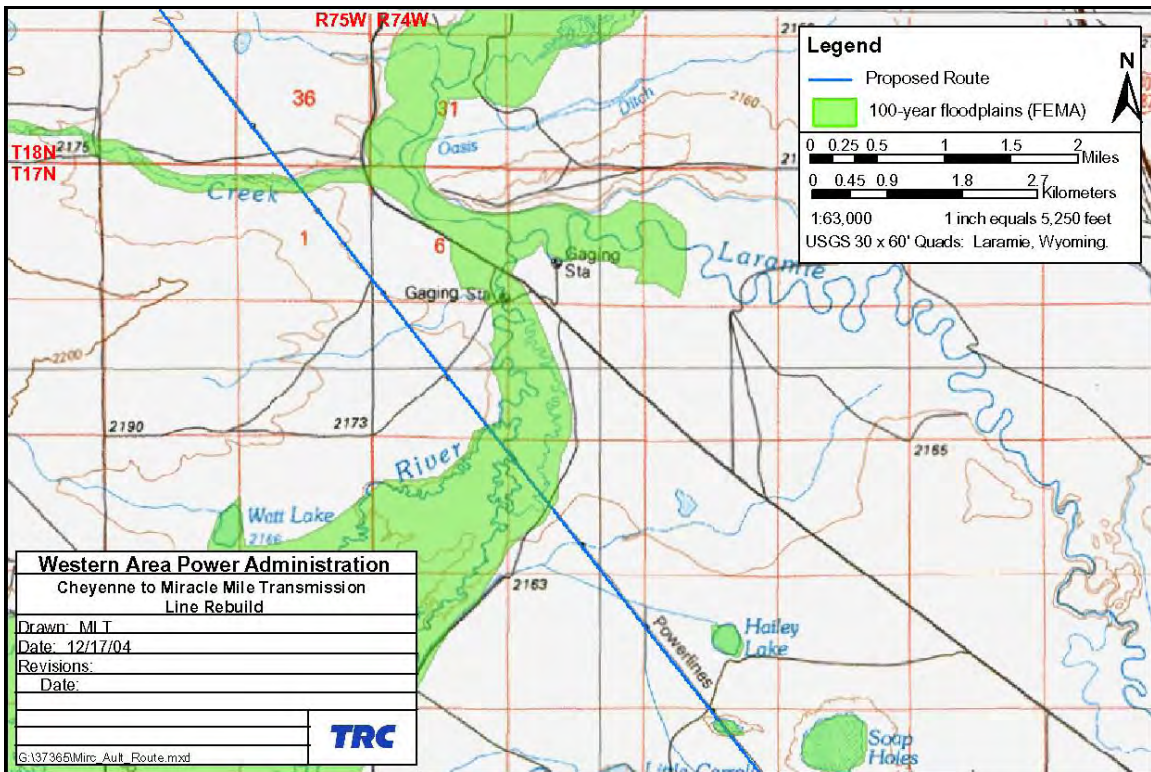 R75W R74W
36
31
Ditch
2160
Oasis
2175
T18N
T17N
Creek
1
6
Gaging
Sta
Gaging Sta
Laramie
2200
2190
2173
2165
River
Watt Lake
2166
2163
Hailey
Lake
Powerlines
Soap
Holes
Legend
Proposed Route
100-year floodplains (FEMA)
N
0 0.25 0.5 1 1.5 2
Miles
0 0.45 0.9 1.8 2.7
Kilometers
1:63,000 1 inch equals 5,250 feet
USGS 30 x 60' Quads: Laramie, Wyoming.
Western Area Power Administration
Cheyenne to Miracle Mile Transmission
Line Rebuild
Drawn: MLT
Date: 12/17/04
Revisions:
Date:
TRC
G:\37365\Mirc_Ault_Route.mxd